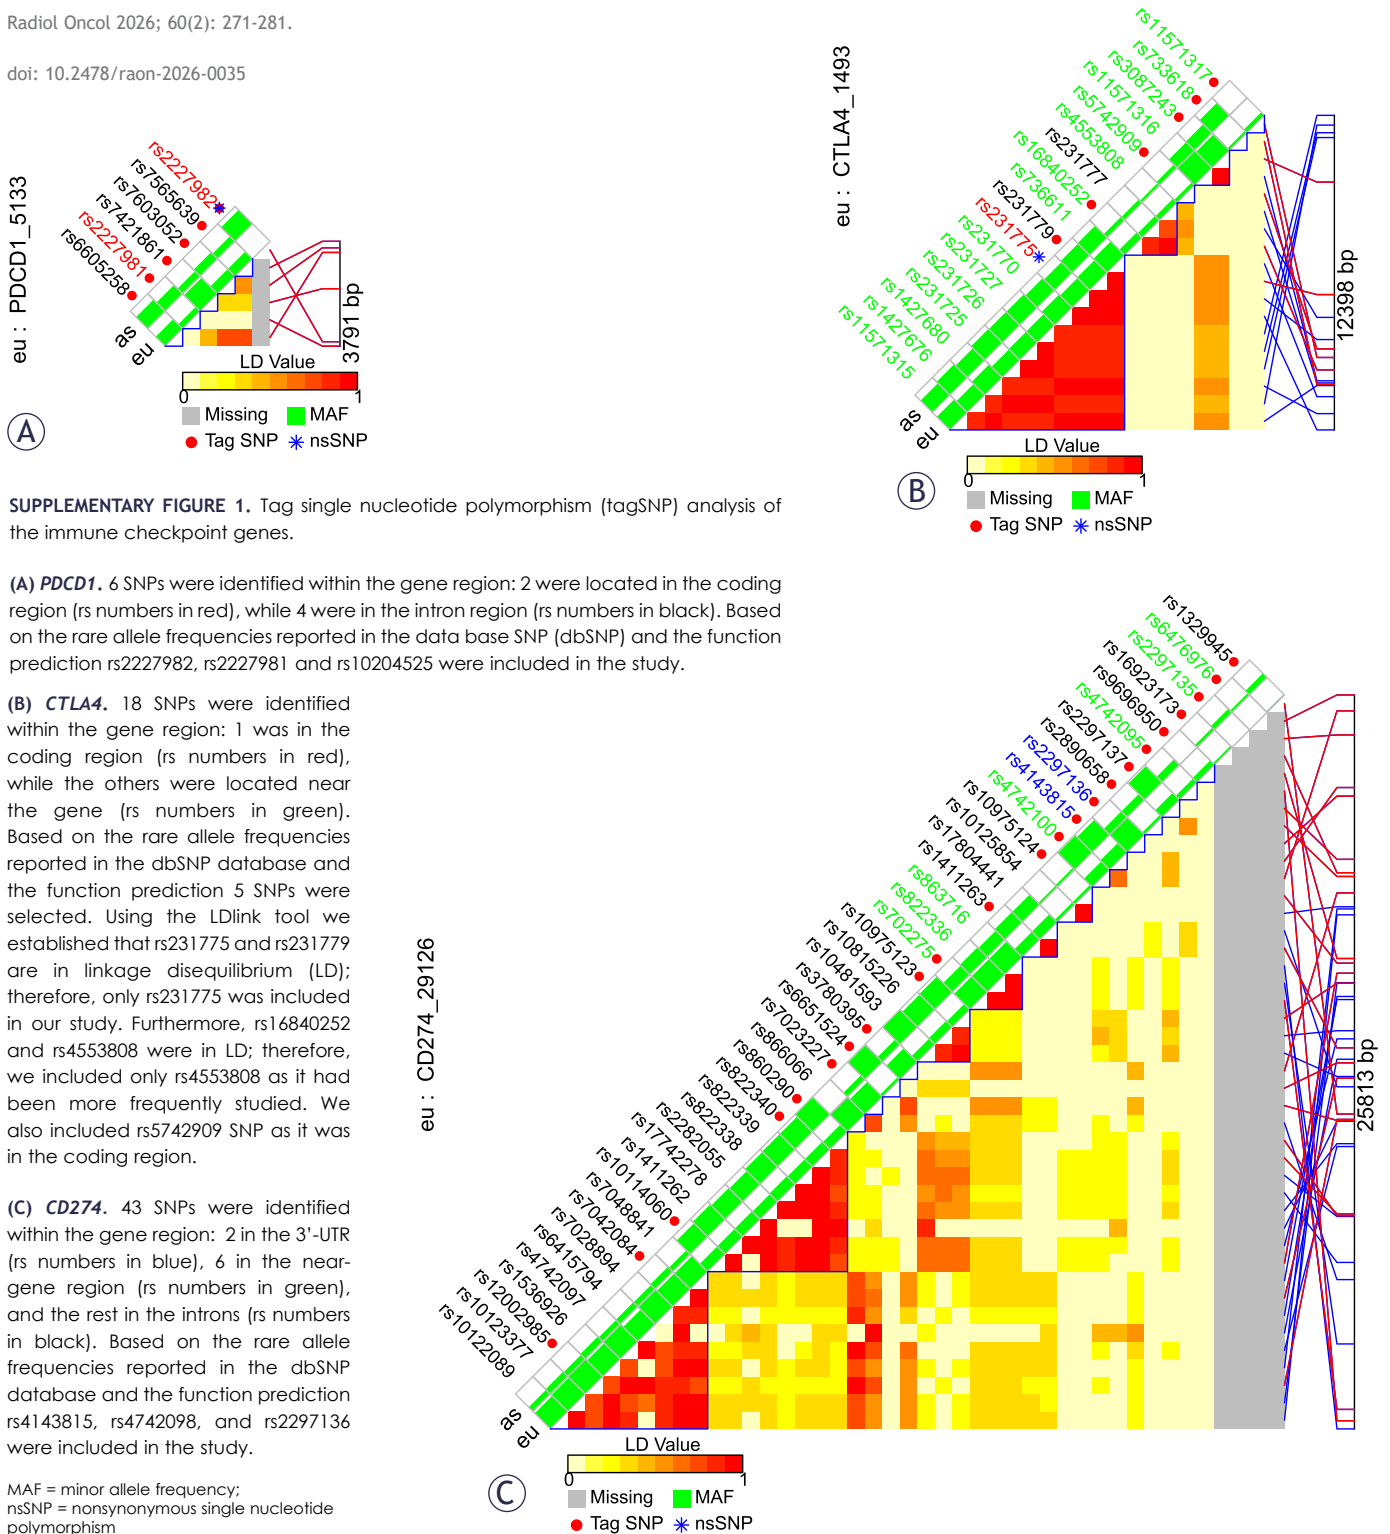 Radiol Oncol 2026; 60(2): 271-281.
doi: 10.2478/raon-2026-0035
eu : PDCD1_5133
rs2227982
rs7565639
rs7603052
rs7421861
rs2227981
rs6605258
as
eu
3791 bp
LD Value
0
1
Missing
MAF
Tag SNP
nsSNP
A
eu : CTLA4_1493
rs11571317
rs733618
rs3087243
rs11571316
rs5742909
rs4553808
rs231777
rs16840252
rs736611
rs231779
rs231775
rs231770
rs231727
rs231726
rs231725
rs1427680
rs1427676
rs11571315
as
eu
12398 bp
LD Value
0
1
Missing
MAF
Tag SNP
nsSNP
B
SUPPLEMENTARY FIGURE 1. Tag single nucleotide polymorphism (tagSNP) analysis of
the immune checkpoint genes.
(A) PDCD1. 6 SNPs were identified within the gene region: 2 were located in the coding
region (rs numbers in red), while 4 were in the intron region (rs numbers in black). Based
on the rare allele frequencies reported in the data base SNP (dbSNP) and the function
prediction rs2227982, rs2227981 and rs10204525 were included in the study.
(B) CTLA4. 18 SNPs were identified
within the gene region: 1 was in the
coding region (rs numbers in red),
while the others were located near
the gene (rs numbers in green).
Based on the rare allele frequencies
reported in the dbSNP database and
the function prediction 5 SNPs were
selected. Using the LDlink tool we
established that rs231775 and rs231779
are in linkage disequilibrium (LD);
therefore, only rs231775 was included
in our study. Furthermore, rs16840252
and rs4553808 were in LD; therefore,
we included only rs4553808 as it had
been more frequently studied. We
also included rs5742909 SNP as it was
in the coding region.
(C) CD274. 43 SNPs were identified
within the gene region: 2 in the 3’-UTR
(rs numbers in blue), 6 in the near-
gene region (rs numbers in green),
and the rest in the introns (rs numbers
in black). Based on the rare allele
frequencies reported in the dbSNP
database and the function prediction
rs4143815, rs4742098, and rs2297136
were included in the study.
MAF = minor allele frequency;
nsSNP = nonsynonymous single nucleotide
polymorphism
eu : CD274_29126
rs1329945
rs6476976
rs2297135
rs16923173
rs9696950
rs4742095
rs2297137
rs2890658
rs2297136
rs4143815
rs4742100
rs10975124
rs10125854
rs17804441
rs1411263
rs863716
rs822336
rs702275
rs10975123
rs10815226
rs10481593
rs3780395
rs6651524
rs7023227
rs866066
rs860290
rs822340
rs822339
rs822338
rs2282055
rs17742278
rs1411262
rs10114060
rs7048841
rs7042084
rs7028894
rs6415794
rs4742097
rs1536926
rs12002985
rs10123377
rs10122089
as
eu
25813 bp
LD Value
0
1
Missing
MAF
Tag SNP
nsSNP
C